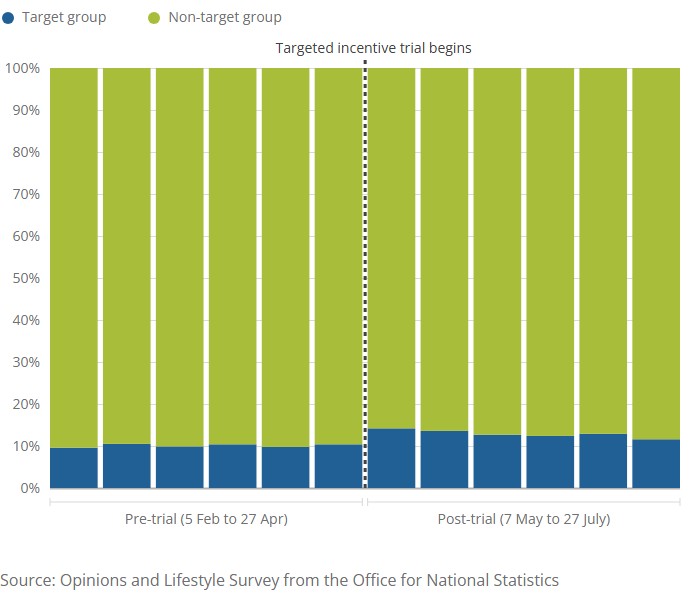 Target group
Non-target group
Targeted incentive trial begins
100%
90%
80%
70%
60%
50%
40%
30%
20%
10%
0%
Pre-trial (5 Feb to 27 Apr)
Post-trial (7 May to 27 July)
Source: Opinions and Lifestyle Survey from the Office for National Statistics